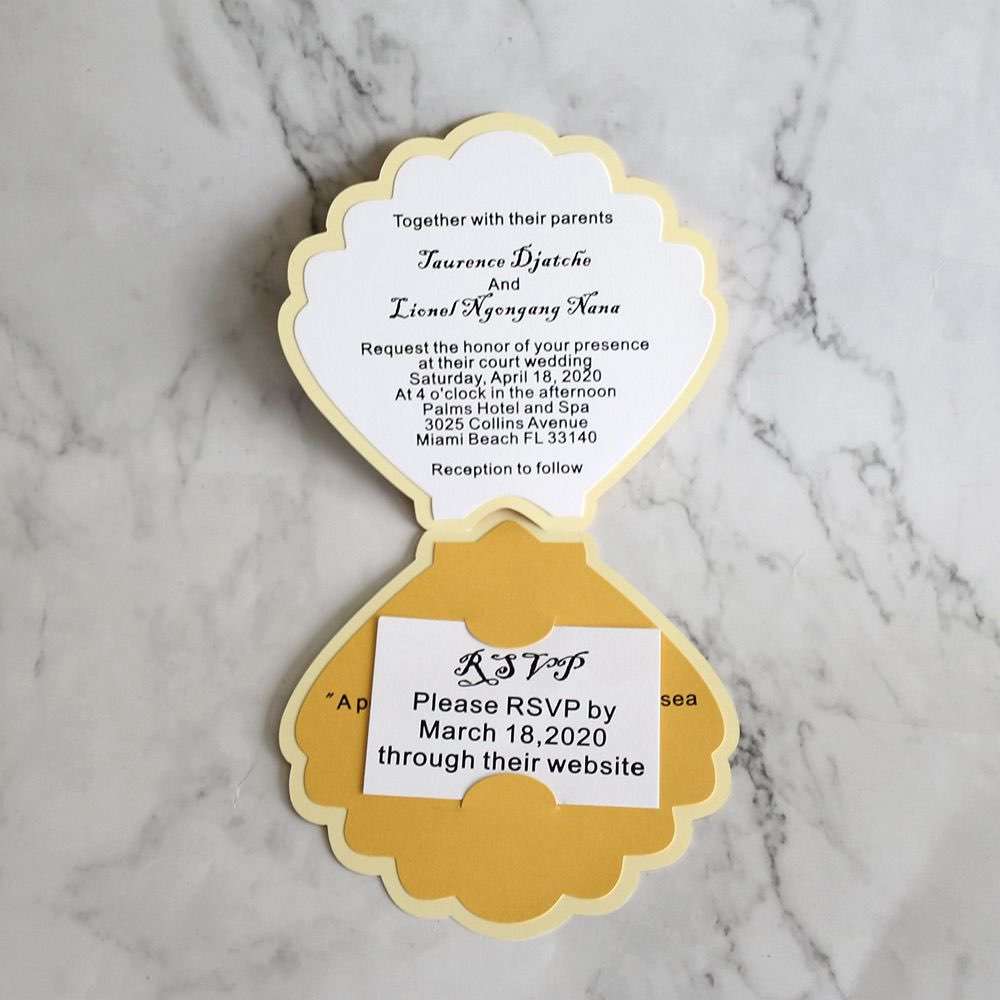 Together with their parents
Taurence Djatche
And
Lionel Ngongang Nana
Request the honor of your presence
at their court wedding
Saturday, April 18, 2020
At 4 o'clock in the afternoon
Palms Hotel and Spa
3025 Collins Avenue
Miami Beach FL 33140
Reception to follow
RSVP
"A p sea
Please RSVP by
March 18,2020
through their website